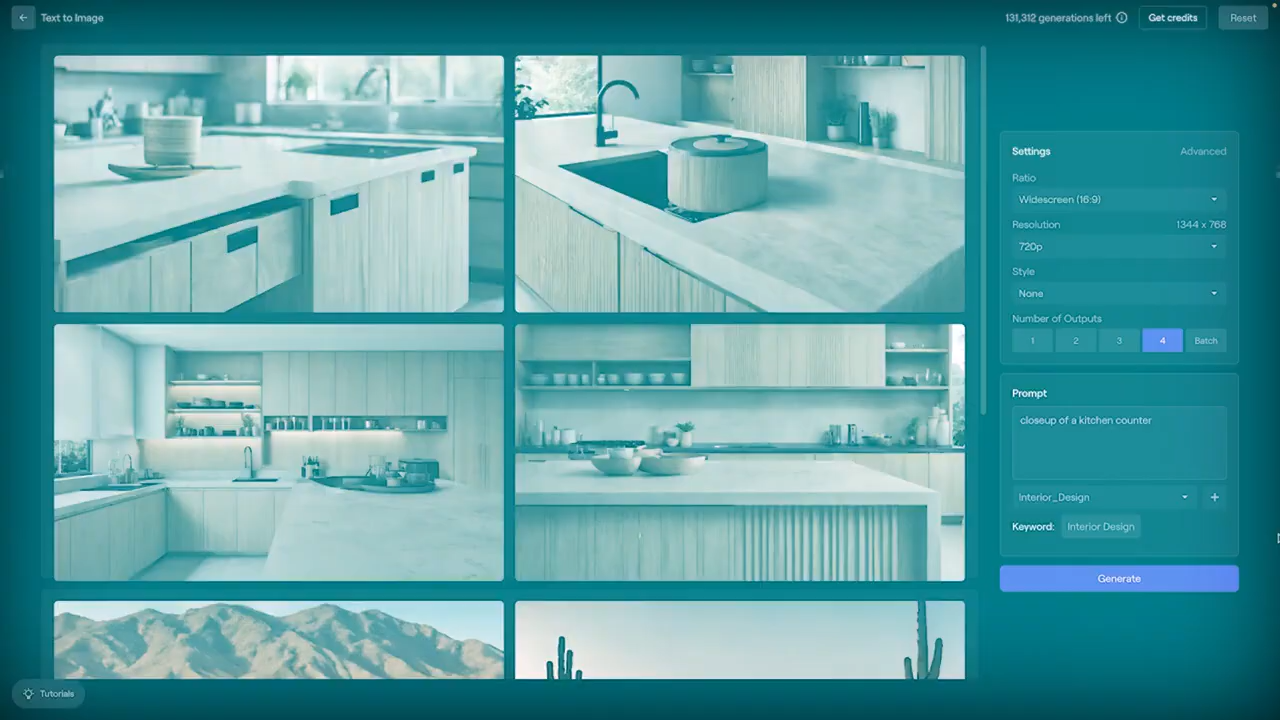 Text to Image
131,312 generations left
Get credits
Reset
Settings
Advanced
Ratio
Widescreen (16:9)
Resolution
1344 x 768
720p
Style
None
Number of Outputs
1
2
3
4
Batch
Prompt
closeup of a kitchen counter
Interior_Design
+
Keyword:
Interior Design
Generate
Tutorials